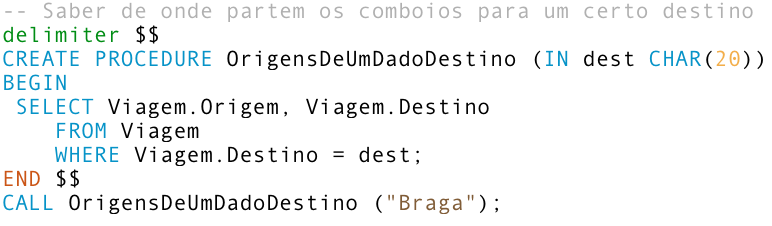 -- Saber de onde partem os comboios para um certo destino
delimiter $$
CREATE PROCEDURE OrigensDeUmDadoDestino (IN dest CHAR(20))
BEGIN
 SELECT Viagem.Origem, Viagem.Destino
    FROM Viagem
    WHERE Viagem.Destino = dest;
END $$
CALL OrigensDeUmDadoDestino ("Braga");